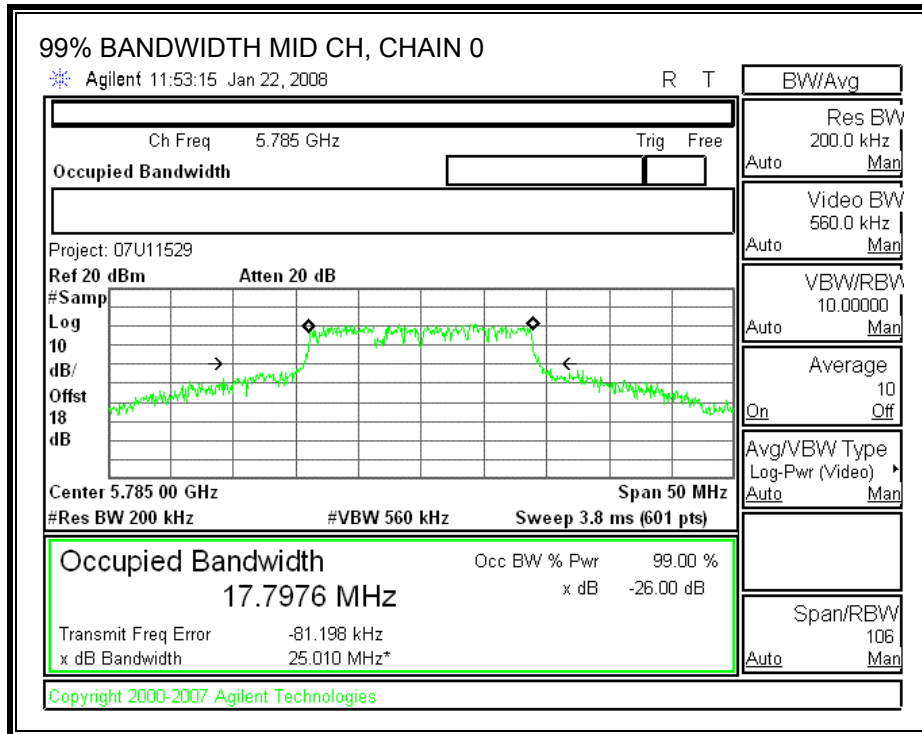 99% BANDWIDTH MID CH, CHAIN 0
Agilent 11:53:15 Jan 22, 2008 R T
Ch Freq 5.785 GHz Trig Free
Occupied Bandwidth
Project: 07U11529
Ref 20 dBm Atten 20 dB
#Samp
Log
10
dB/
Offst
18
dB
Center 5.785 00 GHz Span 50 MHz
#Res BW 200 kHz #VBW 560 kHz Sweep 3.8 ms (601 pts)
Occupied Bandwidth Occ BW % Pwr 99.00 %
17.7976 MHz x dB -26.00 dB
Transmit Freq Error -81.198 kHz
x dB Bandwidth 25.010 MHz*
Copyright 2000-2007 Agilent Technologies
BW/Avg
Res BW
200.0 kHz
Auto Man
Video BW
560.0 kHz
Auto Man
VBW/RBW
10.00000
Auto Man
Average
10
On Off
Avg/VBW Type
Log-Pwr (Video)
Auto Man
Span/RBW
106
Auto Man